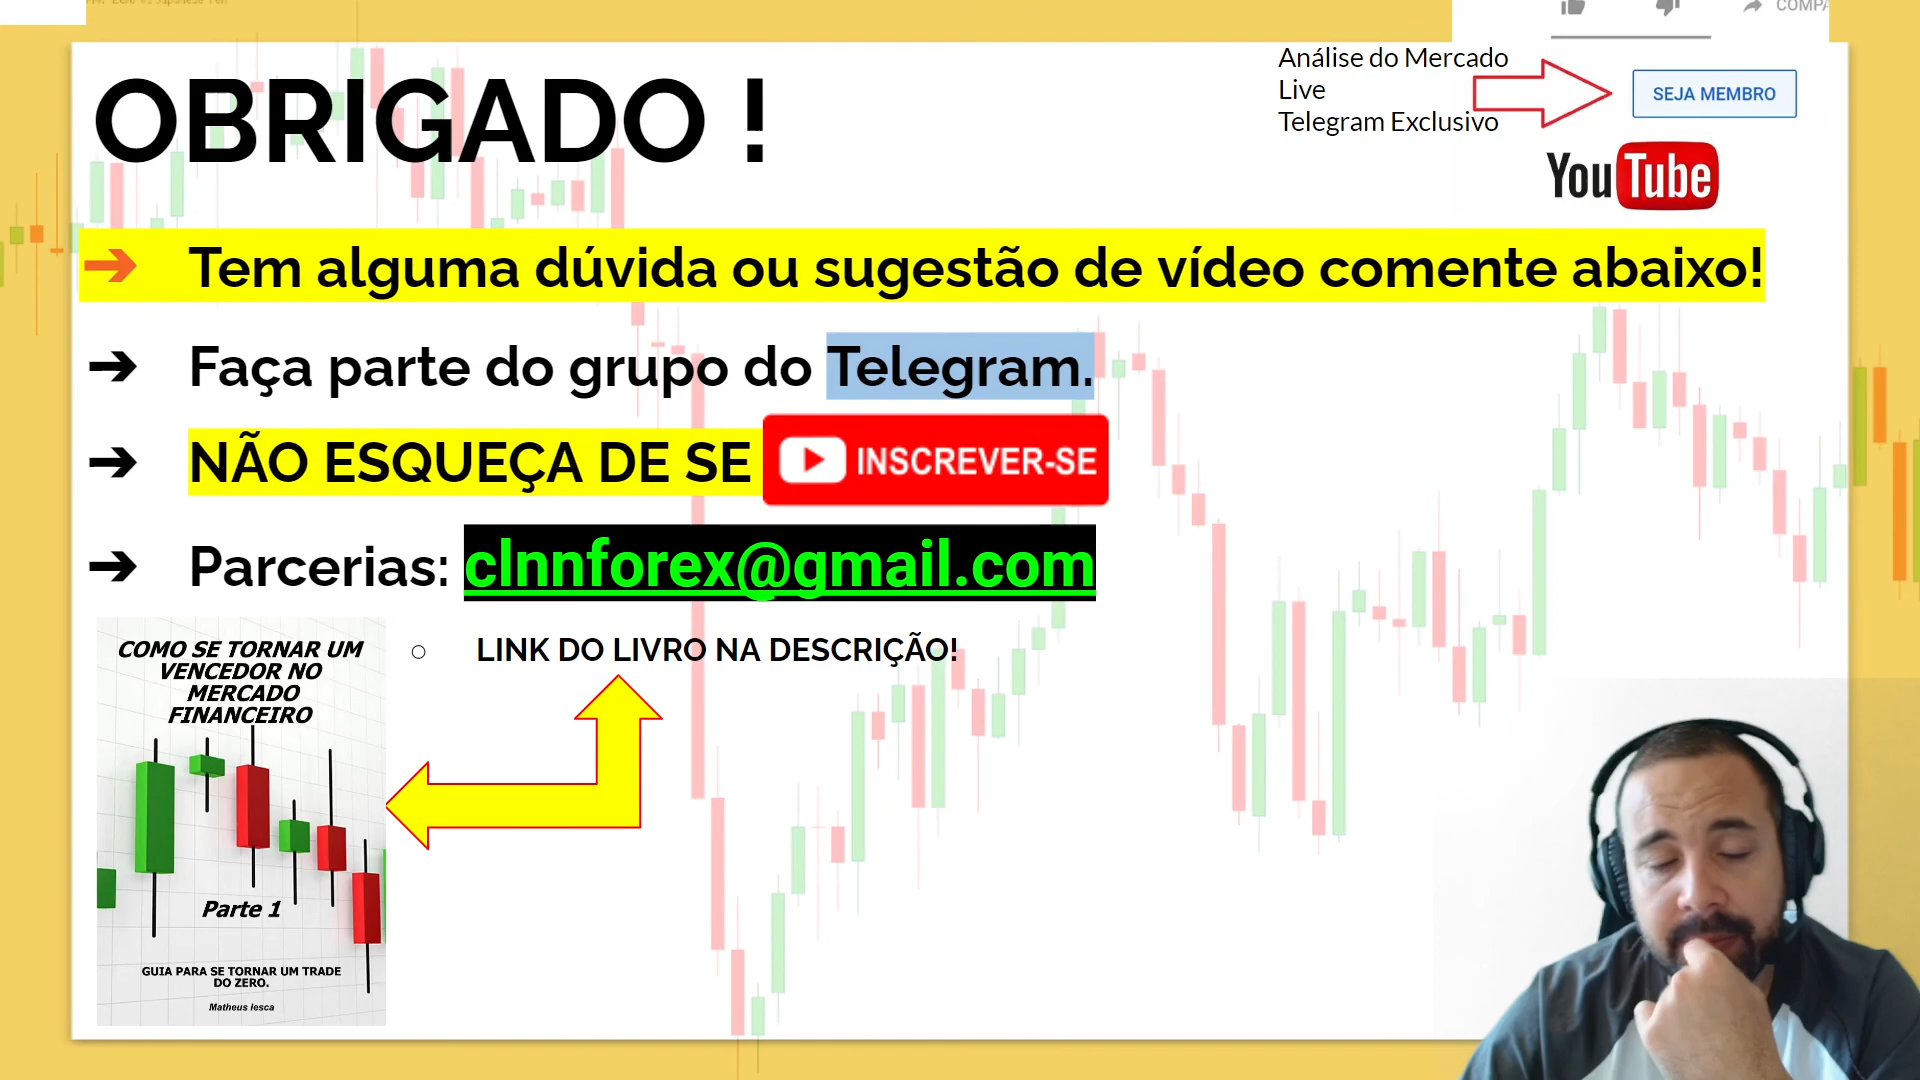 COMPA
Análise do Mercado
Live
Telegram Exclusivo
SEJA MEMBRO
YouTube
OBRIGADO !
➔ Tem alguma dúvida ou sugestão de vídeo comente abaixo!
➔ Faça parte do grupo do Telegram.
➔ NÃO ESQUEÇA DE SE INSCREVER-SE
➔ Parcerias: clnnforex@gmail.com
○ LINK DO LIVRO NA DESCRIÇÃO!
COMO SE TORNAR UM
VENCEDOR NO
MERCADO
FINANCEIRO
Parte 1
GUIA PARA SE TORNAR UM TRADE
DO ZERO.
Matheus Iesca